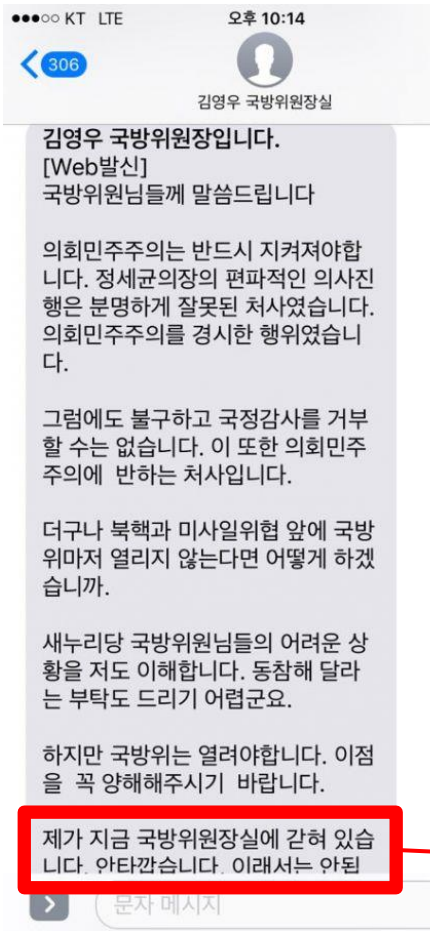 KT LTE
오후 10:14
306
김영우 국방위원장실
김영우 국방위원장입니다.
[Web발신]
국방위원님들께 말씀드립니다
의회민주주의는 반드시 지켜져야합
니다. 정세균의장의 편파적인 의사진
행은 분명하게 잘못된 처사였습니다.
의회민주주의를 경시한 행위였습니
다.
그럼에도 불구하고 국정감사를 거부
할 수는 없습니다. 이 또한 의회민주
주의에 반하는 처사입니다.
더구나 북핵과 미사일위협 앞에 국방
위마저 열리지 않는다면 어떻게 하겠
습니까.
새누리당 국방위원님들의 어려운 상
황을 저도 이해합니다. 동참해 달라
는 부탁도 드리기 어렵군요.
하지만 국방위는 열려야합니다. 이점
을 꼭 양해해주시기 바랍니다.
제가 지금 국방위원장실에 갇혀 있습
니다. 안타깝습니다. 이래서는 안됩
문자 메시지